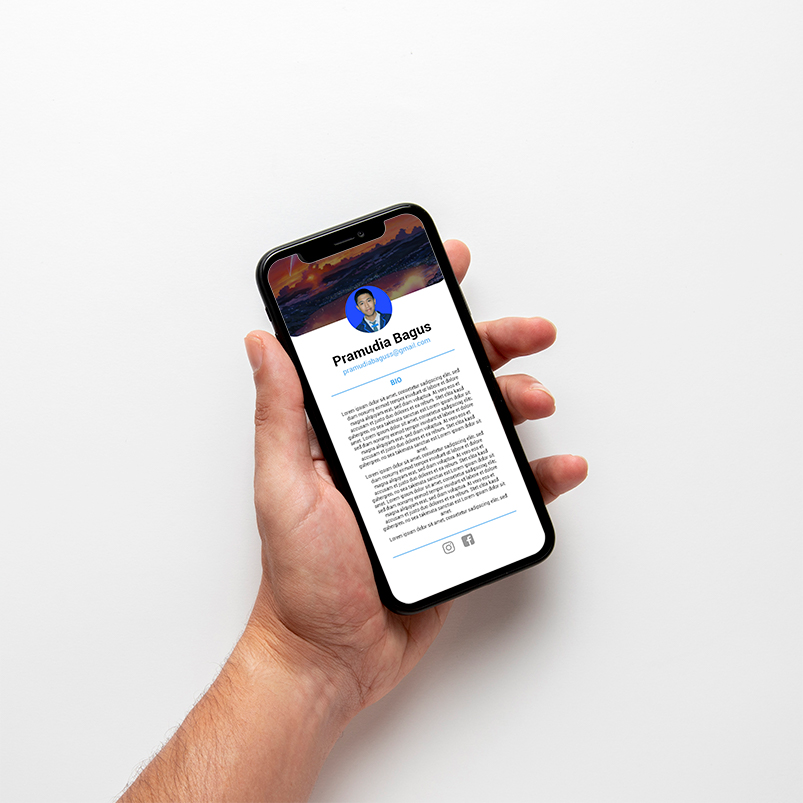 Pramudia Bagus
pramudiabaguss@gmail.com
BIO
Lorem ipsum dolor sit amet, consetetur sadipscing elitr, sed
diam nonumy eirmod tempor invidunt ut labore et dolore
magna aliquyam erat, sed diam voluptua. At vero eos et
accusam et justo duo dolores et ea rebum. Stet clita kasd
gubergren, no sea takimata sanctus est Lorem ipsum dolor sit
amet. Lorem ipsum dolor sit amet, consetetur sadipscing elitr,
sed diam nonumy eirmod tempor invidunt ut labore et dolore
magna aliquyam erat, sed diam voluptua. At vero eos et
accusam et justo duo dolores et ea rebum. Stet clita kasd
gubergren, no sea takimata sanctus est Lorem ipsum dolor sit
amet.
Lorem ipsum dolor sit amet, consetetur sadipscing elitr, sed
diam nonumy eirmod tempor invidunt ut labore et dolore
magna aliquyam erat, sed diam voluptua. At vero eos et
accusam et justo duo dolores et ea rebum. Stet clita kasd
gubergren, no sea takimata sanctus est Lorem ipsum dolor sit
amet. Lorem ipsum dolor sit amet, consetetur sadipscing elitr,
sed diam nonumy eirmod tempor invidunt ut labore et dolore
magna aliquyam erat, sed diam voluptua. At vero eos et
accusam et justo duo dolores et ea rebum. Stet clita kasd
gubergren, no sea takimata sanctus est Lorem ipsum dolor sit
amet.
Lorem ipsum dolor sit amet, consetetur sadipscing elitr, sed